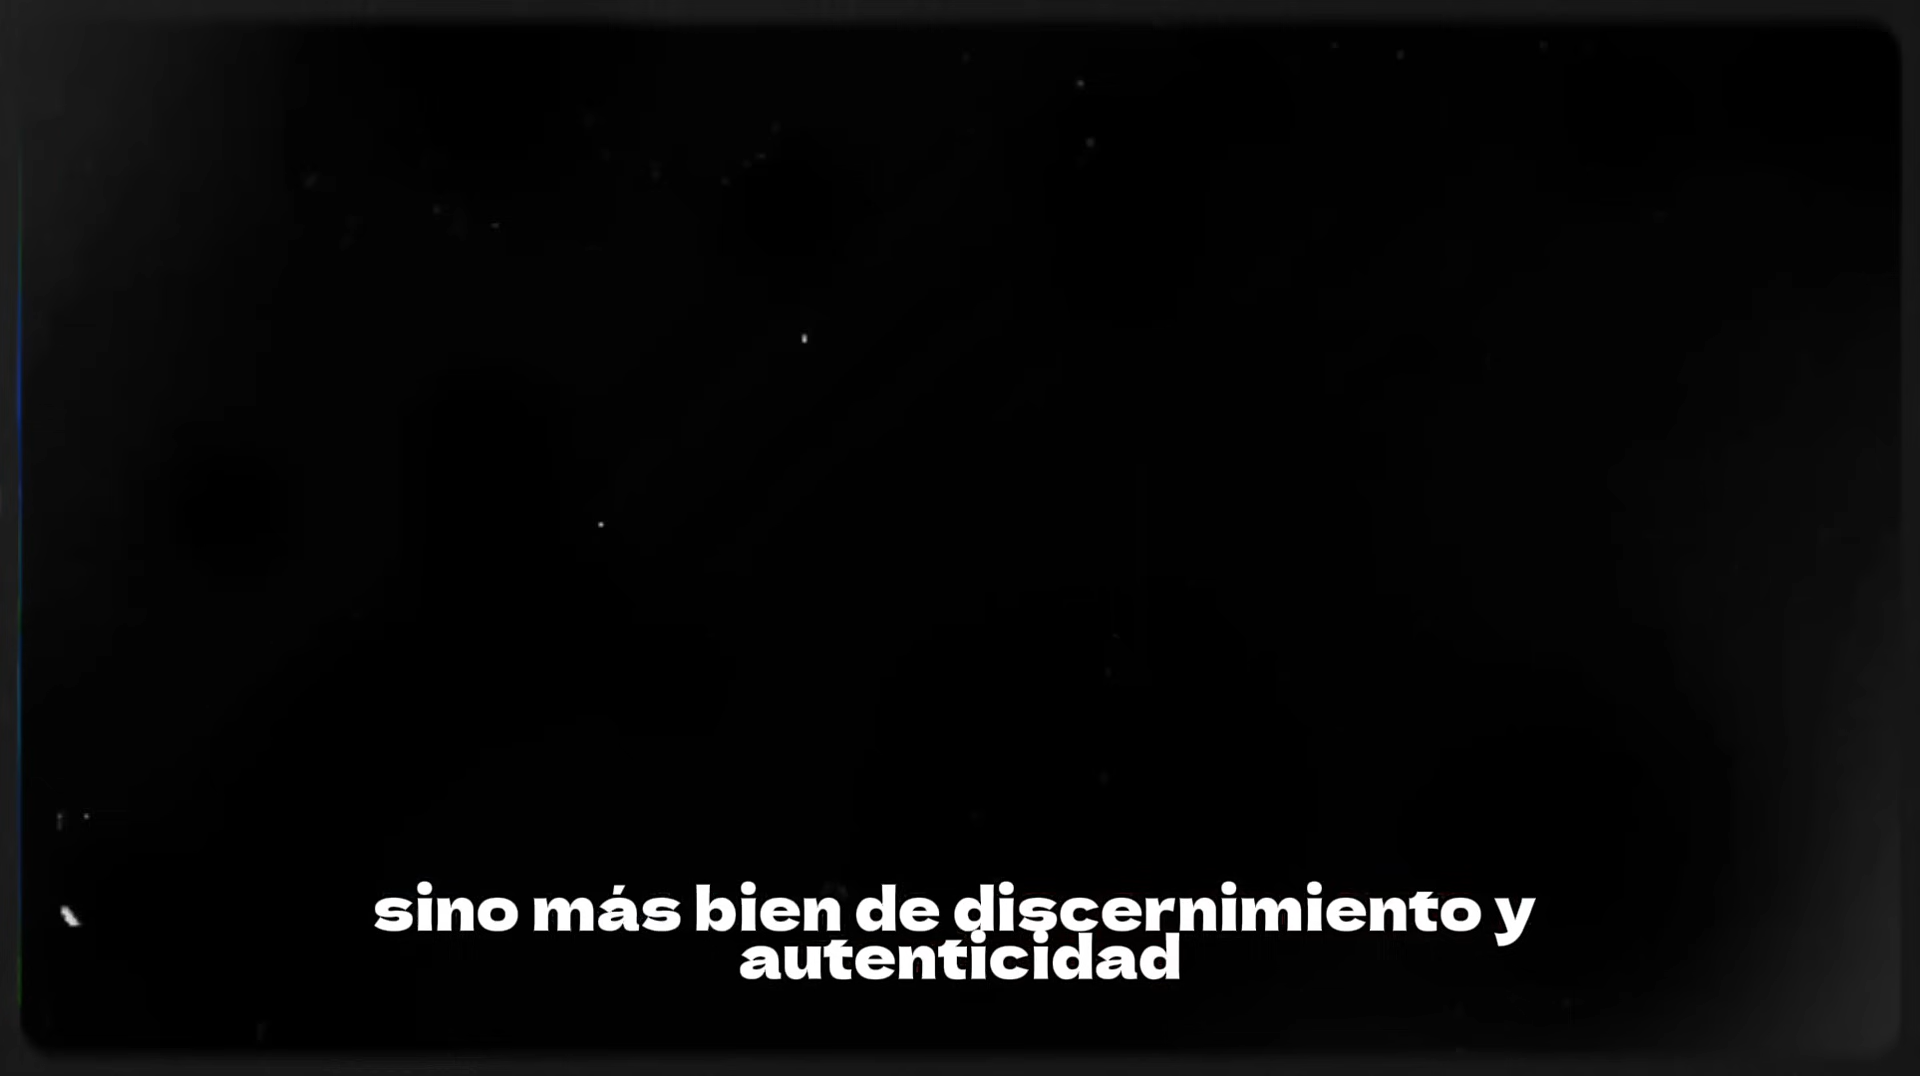 sino más bien de discernimiento y
autenticidad